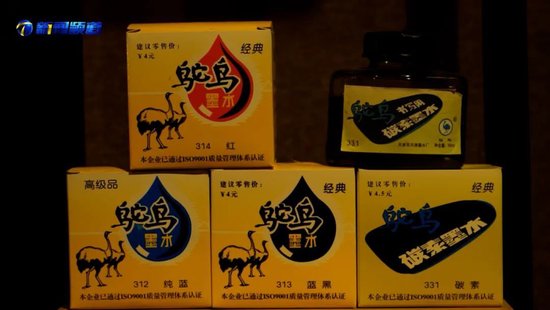 新闻频道
建议零售价：
¥4元
经典
鸵鸟
墨水
314 红
本企业已通过ISO9001质量管理体系认证
鸵鸟
书写用
碳素墨水
331
高级品
鸵鸟
墨水
312 纯蓝
本企业已通过ISO9001质量管理体系认证
建议零售价：
¥4元
经典
鸵鸟
墨水
313 蓝黑
本企业已通过ISO9001质量管理体系认证
建议零售价：
¥4.5元
经典
鸵鸟
碳素墨水
331 碳素
本企业已通过ISO9001质量管理体系认证